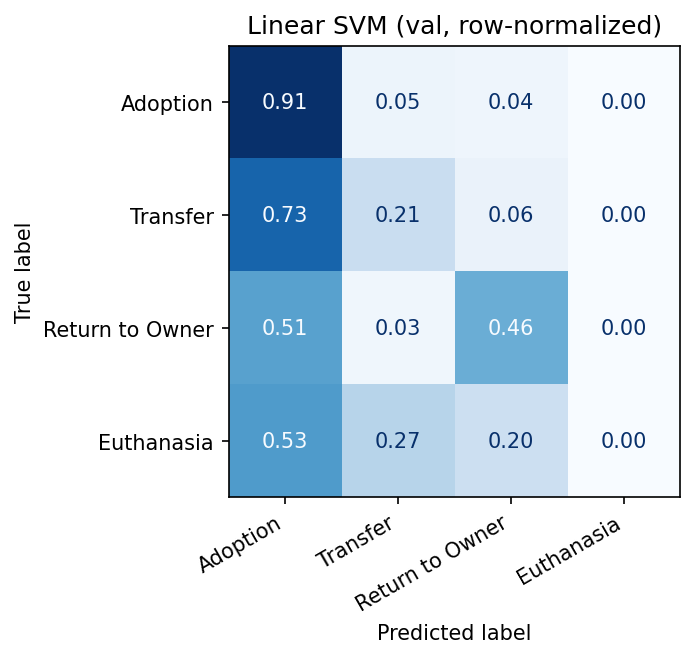 Linear SVM (val, row-normalized)
True label
Adoption 0.91 0.05 0.04 0.00
Transfer 0.73 0.21 0.06 0.00
Return to Owner 0.51 0.03 0.46 0.00
Euthanasia 0.53 0.27 0.20 0.00
Adoption Transfer Return to Owner Euthanasia
Predicted label